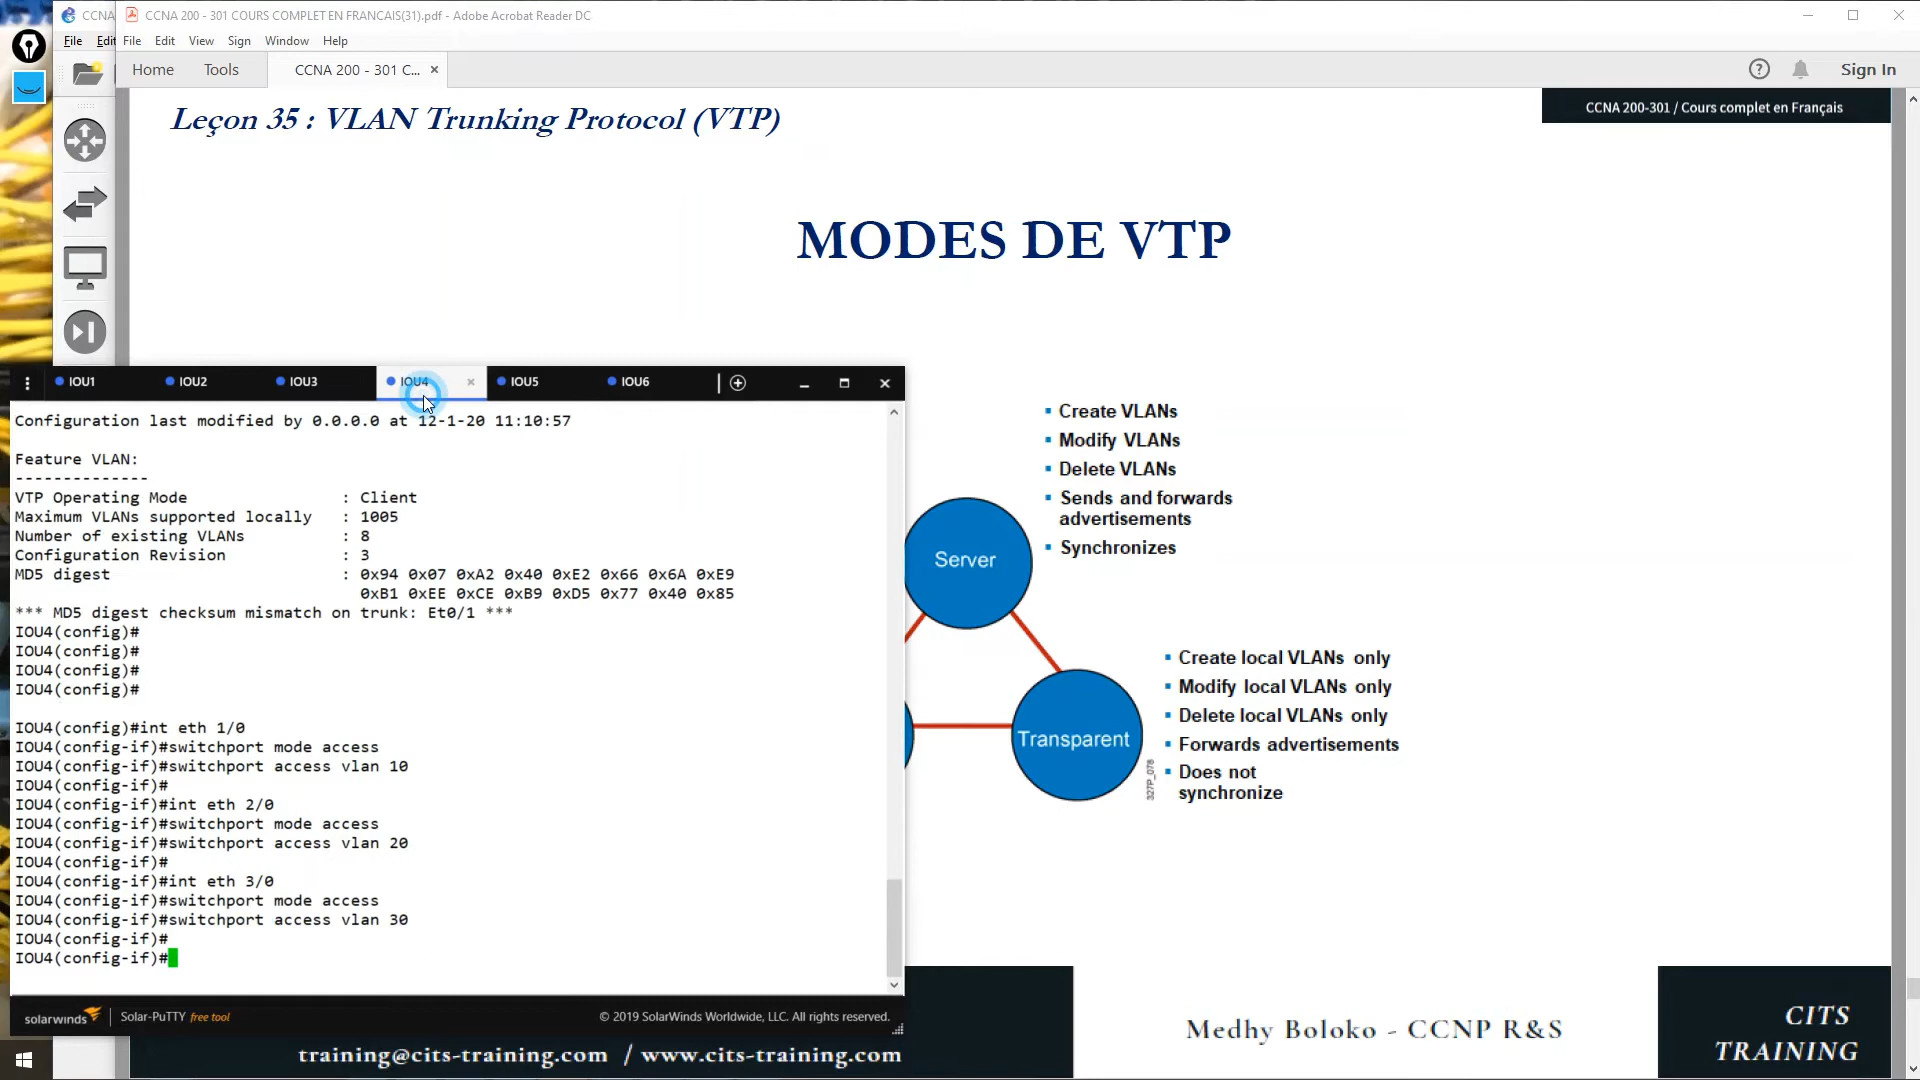 CCNA
CCNA 200 - 301 COURS COMPLET EN FRANCAIS(31).pdf - Adobe Acrobat Reader DC
File Edit
File Edit View Sign Window Help
Home Tools CCNA 200 - 301 C... ×
Sign In
Leçon 35 : VLAN Trunking Protocol (VTP)
CCNA 200-301 / Cours complet en Français
MODES DE VTP
IOU1 IOU2 IOU3 IOU4 IOU5 IOU6
Configuration last modified by 0.0.0.0 at 12-1-20 11:10:57
Feature VLAN:
--------------
VTP Operating Mode : Client
Maximum VLANs supported locally : 1005
Number of existing VLANs : 8
Configuration Revision : 3
MD5 digest : 0x94 0x07 0xA2 0x40 0xE2 0x66 0x6A 0xE9
0xB1 0xEE 0xCE 0xB9 0xD5 0x77 0x40 0x85
*** MD5 digest checksum mismatch on trunk: Et0/1 ***
IOU4(config)#
IOU4(config)#
IOU4(config)#
IOU4(config)#
IOU4(config)#int eth 1/0
IOU4(config-if)#switchport mode access
IOU4(config-if)#switchport access vlan 10
IOU4(config-if)#
IOU4(config-if)#int eth 2/0
IOU4(config-if)#switchport mode access
IOU4(config-if)#switchport access vlan 20
IOU4(config-if)#
IOU4(config-if)#int eth 3/0
IOU4(config-if)#switchport mode access
IOU4(config-if)#switchport access vlan 30
IOU4(config-if)#
IOU4(config-if)#
solarwinds Solar-PuTTY free tool © 2019 SolarWinds Worldwide, LLC. All rights reserved.
▪ Create VLANs
▪ Modify VLANs
▪ Delete VLANs
▪ Sends and forwards
advertisements
▪ Synchronizes
Server
▪ Create local VLANs only
▪ Modify local VLANs only
▪ Delete local VLANs only
▪ Forwards advertisements
▪ Does not
synchronize
Transparent
327P_078
training@cits-training.com / www.cits-training.com
Medhy Boloko - CCNP R&S
CITS
TRAINING